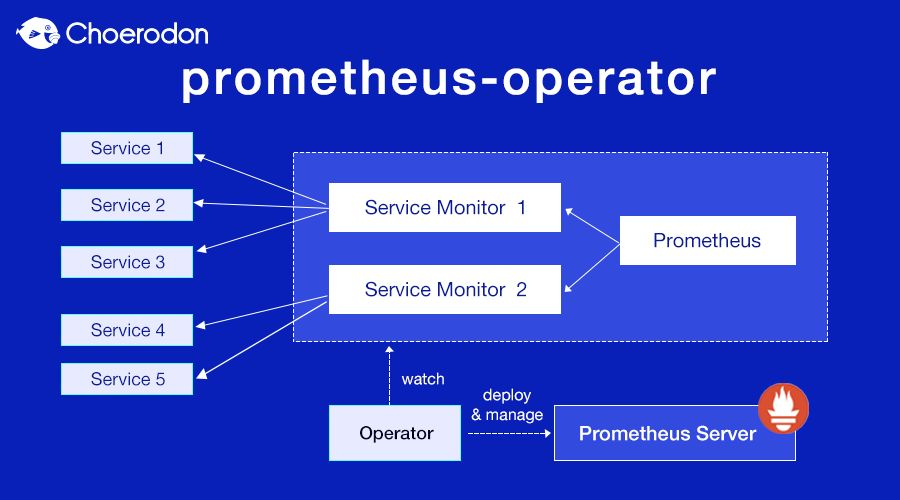 Choerodon
prometheus-operator
Service 1
Service 2
Service 3
Service 4
Service 5
Service Monitor 1
Service Monitor 2
Prometheus
watch
deploy
& manage
Operator
Prometheus Server